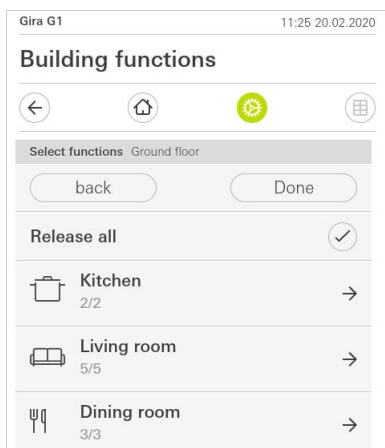 Gira G1 11:25 20.02.2020
Building functions
Select functions Ground floor
back Done
Release all
Kitchen
2/2
Living room
5/5
Dining room
3/3